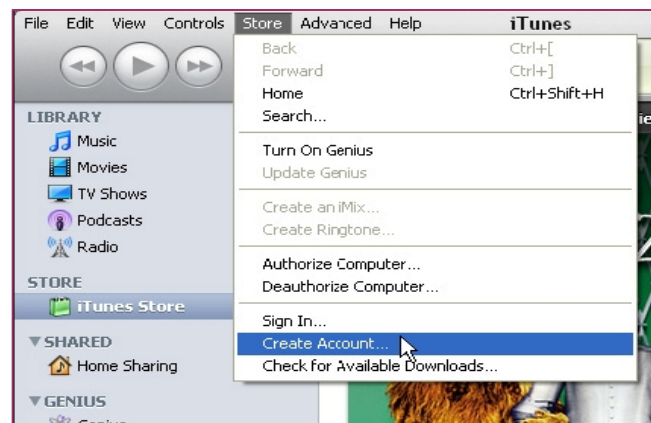 File Edit View Controls Store Advanced Help iTunes
Back Ctrl+[
Forward Ctrl+]
Home Ctrl+Shift+H
Search...
Turn On Genius
Update Genius
Create an iMix...
Create Ringtone...
Authorize Computer...
Deauthorize Computer...
Sign In...
Create Account...
Check for Available Downloads...
LIBRARY
Music
Movies
TV Shows
Podcasts
Radio
STORE
iTunes Store
SHARED
Home Sharing
GENIUS